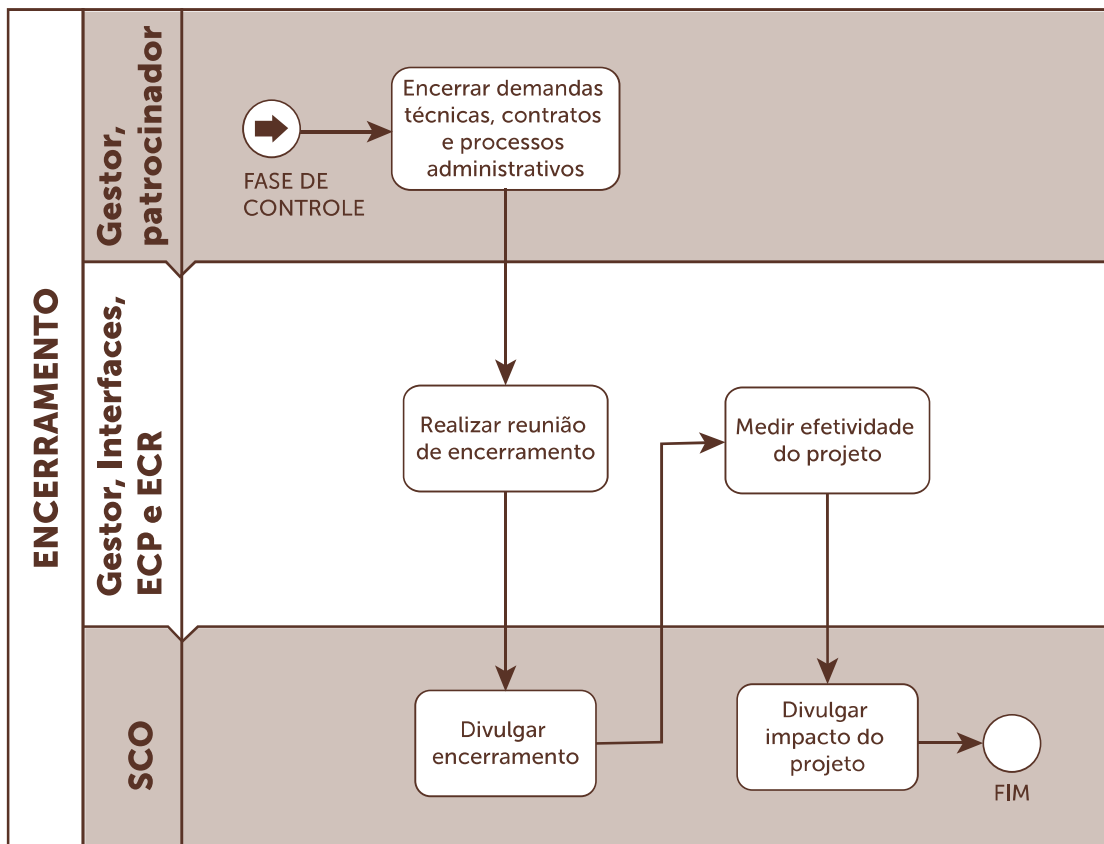 ENCERRAMENTO
Gestor,
patrocinador
FASE DE
CONTROLE
Encerrar demandas
técnicas, contratos
e processos
administrativos
Gestor, Interfaces,
ECP e ECR
Realizar reunião
de encerramento
Medir efetividade
do projeto
SCO
Divulgar
encerramento
Divulgar
impacto do
projeto
FIM